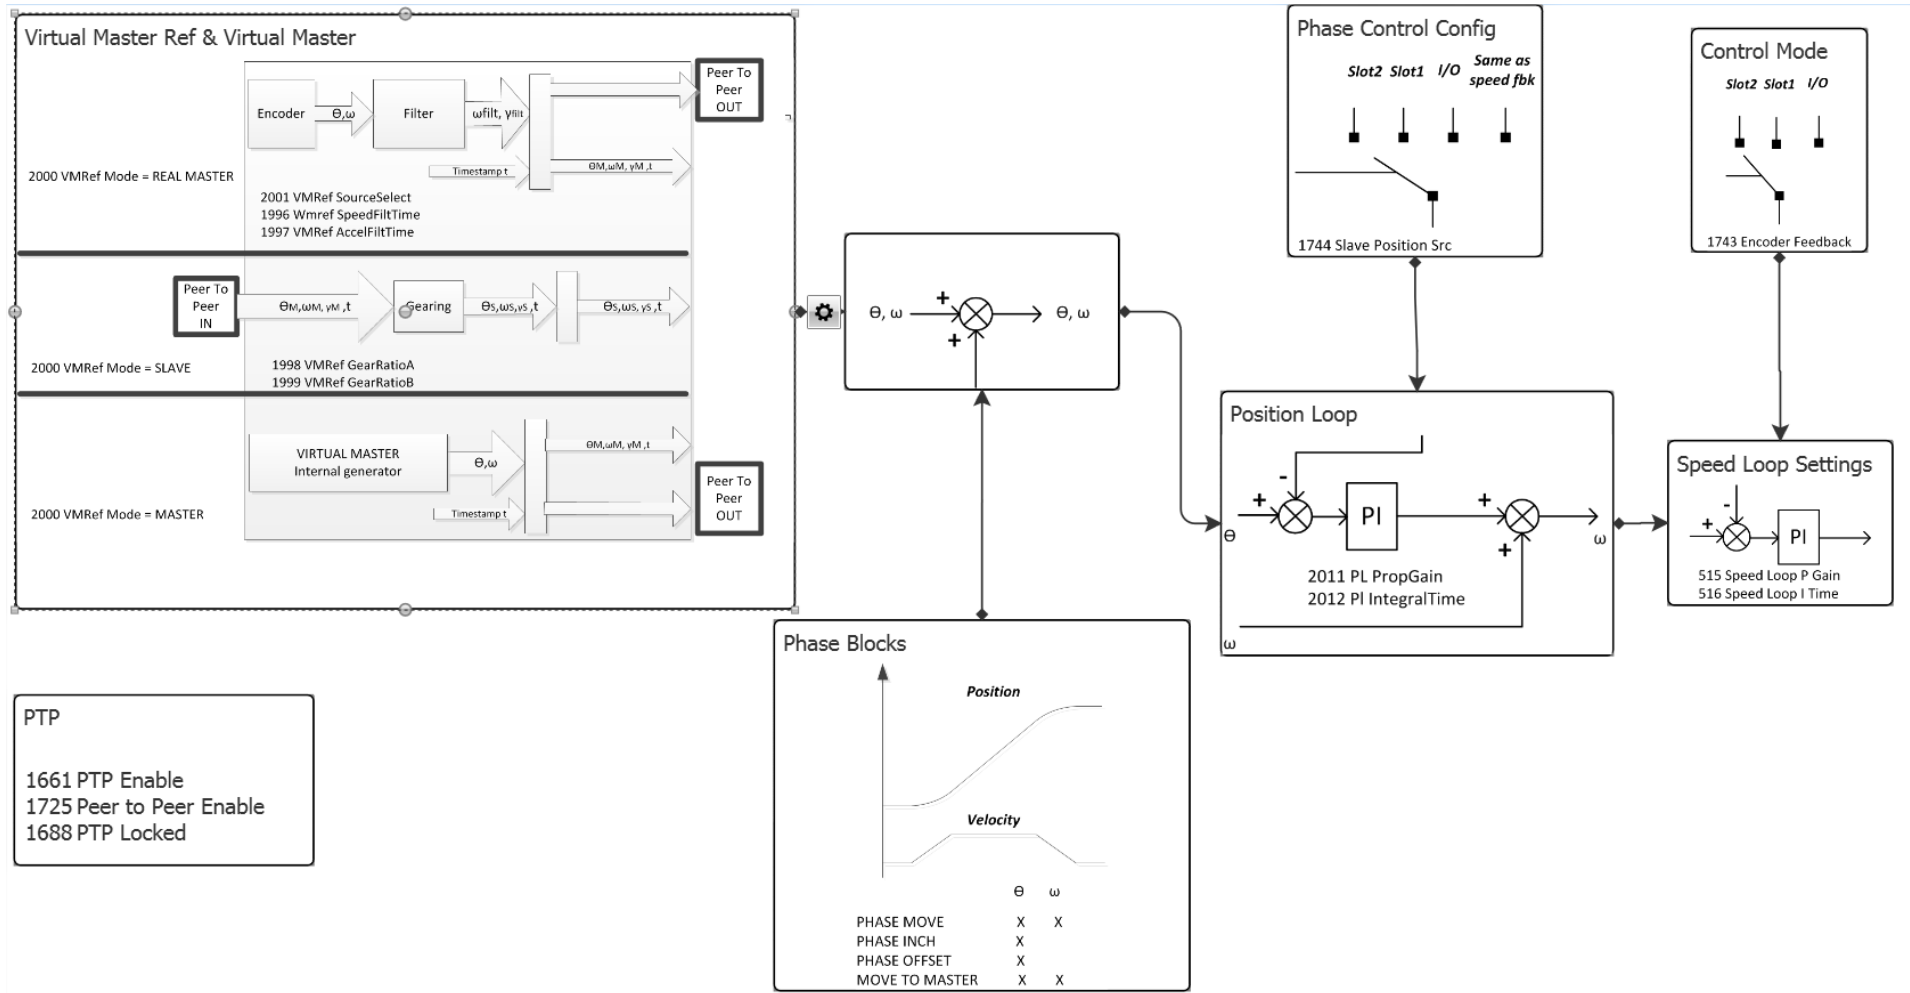 Virtual Master Ref & Virtual Master
Peer To
Peer
OUT
Encoder
Θ,ω
Filter
ωfilt, γfilt
Timestamp t
ΘM,ωM, γM ,t
2000 VMRef Mode = REAL MASTER
2001 VMRef SourceSelect
1996 Wmref SpeedFiltTime
1997 VMRef AccelFiltTime
Peer To
Peer
IN
ΘM,ωM, γM ,t
Gearing
ΘS,ωS,γS ,t
ΘS,ωS, γS ,t
2000 VMRef Mode = SLAVE
1998 VMRef GearRatioA
1999 VMRef GearRatioB
VIRTUAL MASTER
Internal generator
Θ,ω
ΘM,ωM, γM ,t
Timestamp t
2000 VMRef Mode = MASTER
Peer To
Peer
OUT
Θ, ω
+
+
Θ, ω
Phase Control Config
Slot2 Slot1 I/O Same as
speed fbk
1744 Slave Position Src
Control Mode
Slot2 Slot1 I/O
1743 Encoder Feedback
Position Loop
-
+
Θ
PI
+
+
ω
2011 PL PropGain
2012 Pl IntegralTime
ω
Speed Loop Settings
-
+
PI
515 Speed Loop P Gain
516 Speed Loop I Time
Phase Blocks
Position
Velocity
Θ ω
PHASE MOVE X X
PHASE INCH X
PHASE OFFSET X
MOVE TO MASTER X X
PTP
1661 PTP Enable
1725 Peer to Peer Enable
1688 PTP Locked